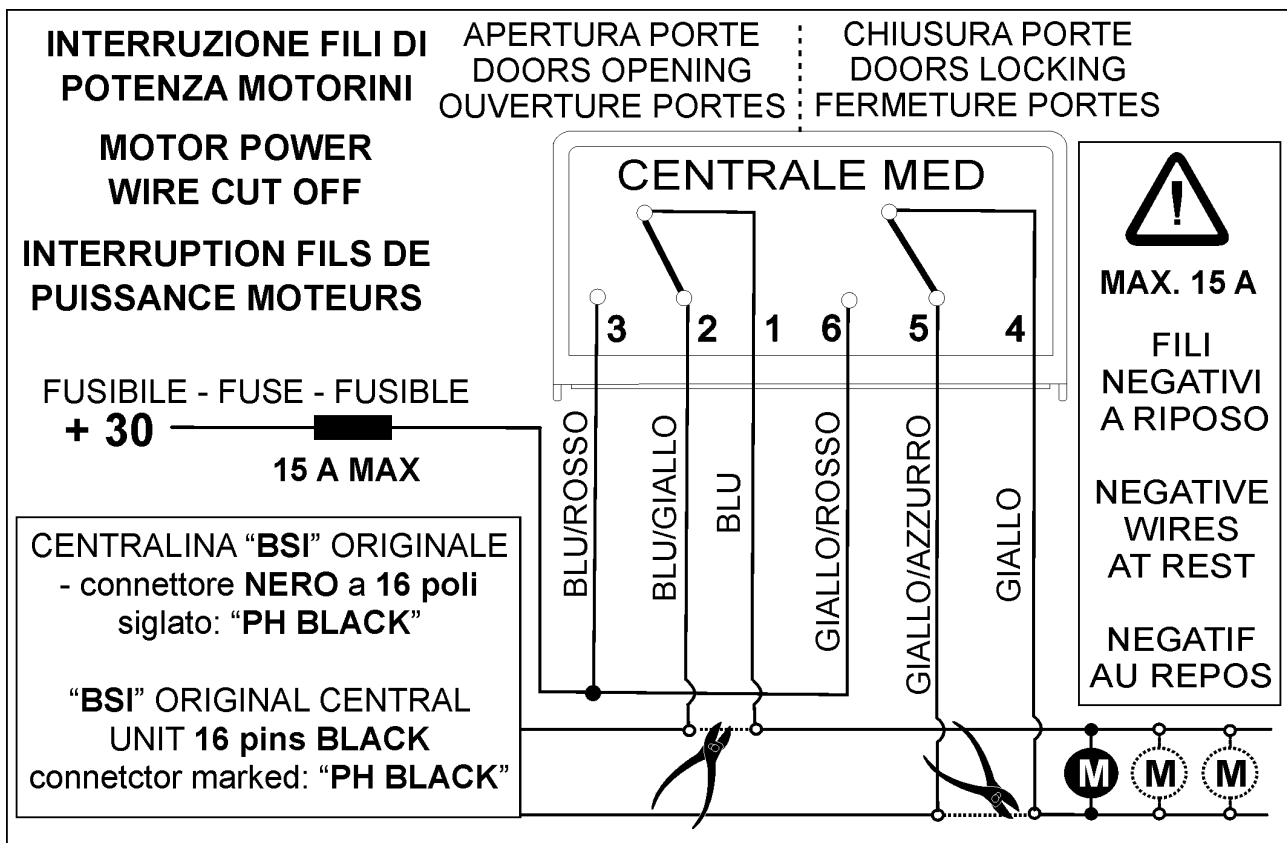 INTERRUZIONE FILI DI
POTENZA MOTORINI
MOTOR POWER
WIRE CUT OFF
INTERRUPTION FILS DE
PUISSANCE MOTEURS
APERTURA PORTE
DOORS OPENING
OUVERTURE PORTES
CHIUSURA PORTE
DOORS LOCKING
FERMETURE PORTES
CENTRALE MED
3 2 1 6 5 4
!
MAX. 15 A
FILI
NEGATIVI
A RIPOSO
NEGATIVE
WIRES
AT REST
NEGATIF
AU REPOS
FUSIBILE - FUSE - FUSIBLE
+ 30
15 A MAX
BLU/ROSSO
BLU/GIALLO
BLU
GIALLO/ROSSO
GIALLO/AZZURRO
GIALLO
CENTRALINA “BSI” ORIGINALE
- connettore NERO a 16 poli
siglato: “PH BLACK”
“BSI” ORIGINAL CENTRAL
UNIT 16 pins BLACK
connetctor marked: “PH BLACK”
M M M